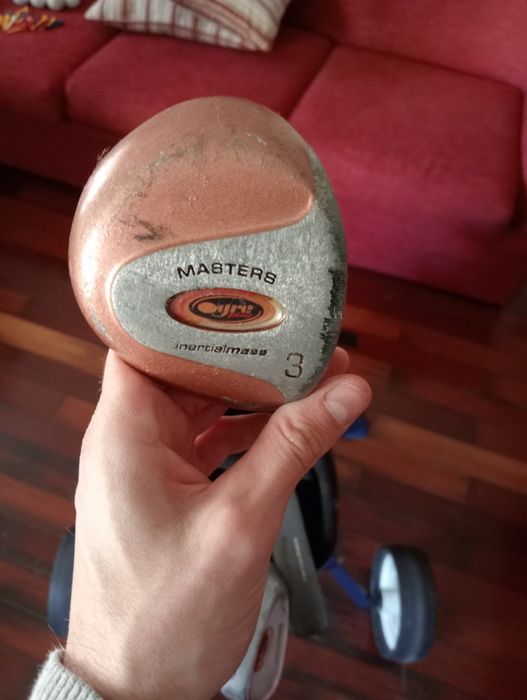 MASTERS
Ogre
inertialmass
3